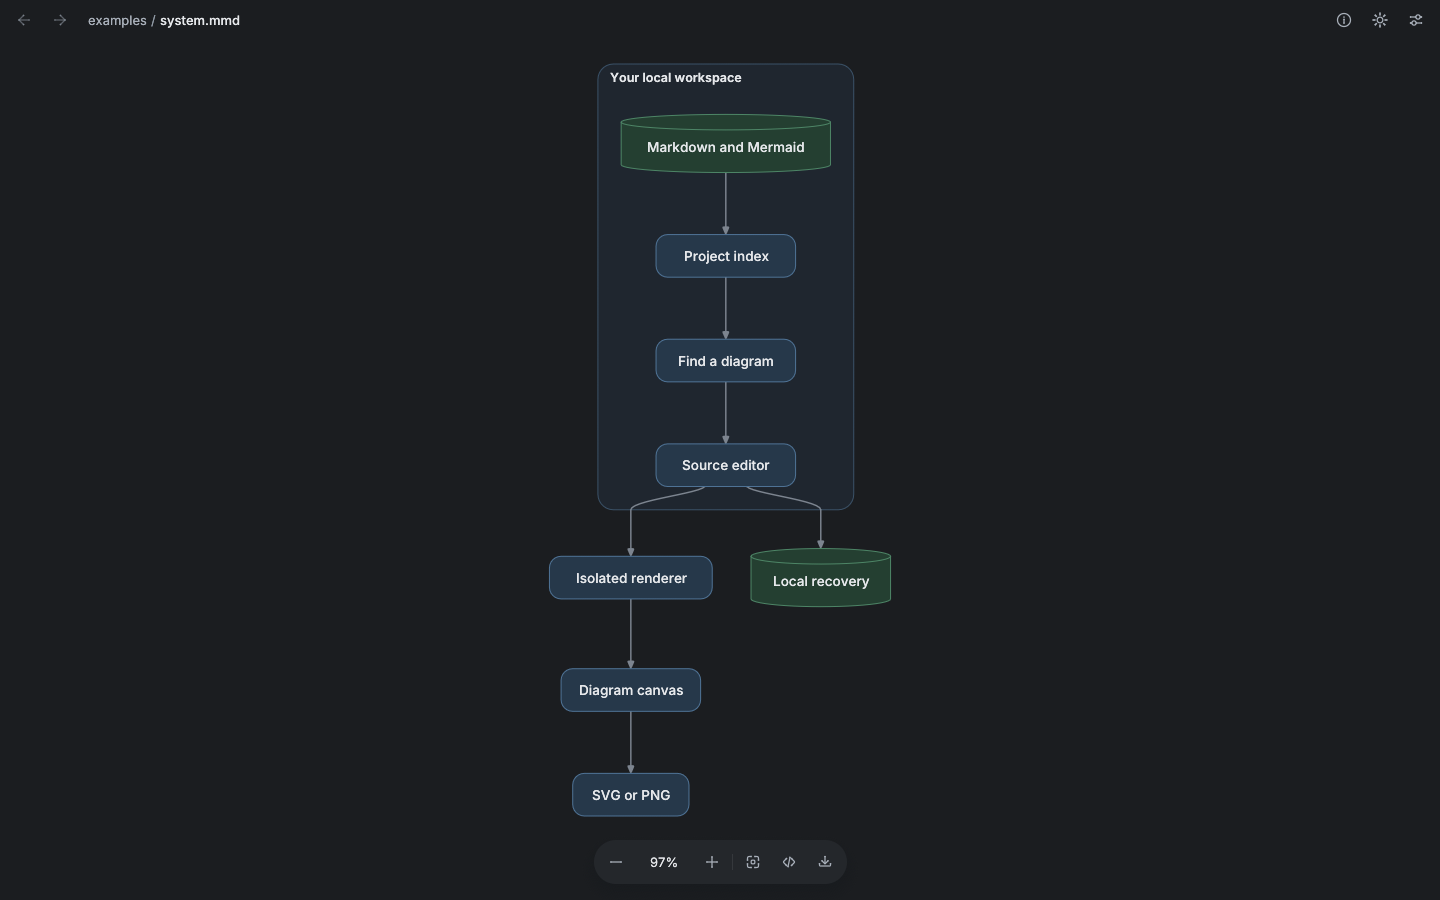 examples / system.mmd
Your local workspace
Markdown and Mermaid
Project index
Find a diagram
Source editor
Isolated renderer
Local recovery
Diagram canvas
SVG or PNG
97%